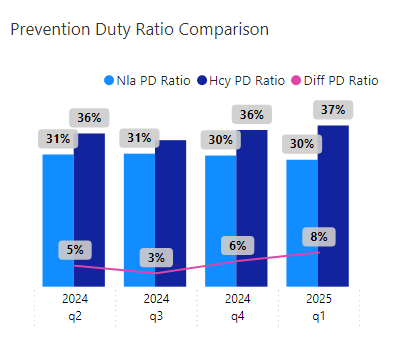 Prevention Duty Ratio Comparison
Nla PD Ratio Hcy PD Ratio Diff PD Ratio
36% 36% 37%
31% 31% 30% 30%
5% 3% 6% 8%
2024 2024 2024 2025
q2 q3 q4 q1